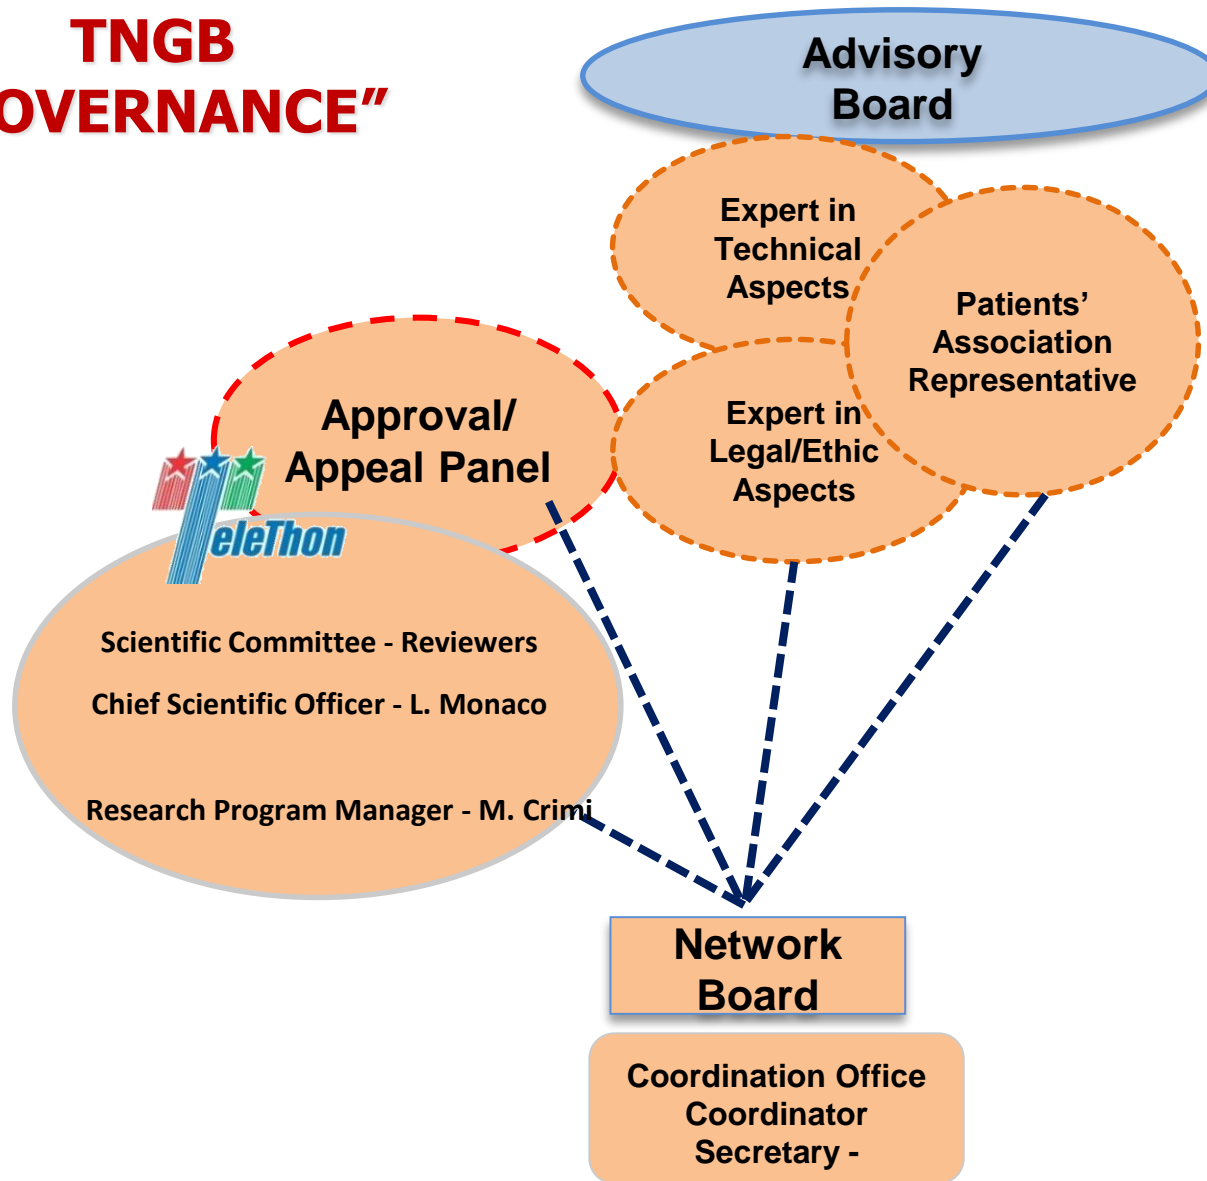 TNGB
OVERNANCE”
Advisory
Board
Expert in
Technical
Aspects
Patients’
Association
Representative
Approval/
Appeal Panel
Expert in
Legal/Ethic
Aspects
eleThon
Scientific Committee - Reviewers
Chief Scientific Officer - L. Monaco
Research Program Manager - M. Crimi
Network
Board
Coordination Office
Coordinator
Secretary -